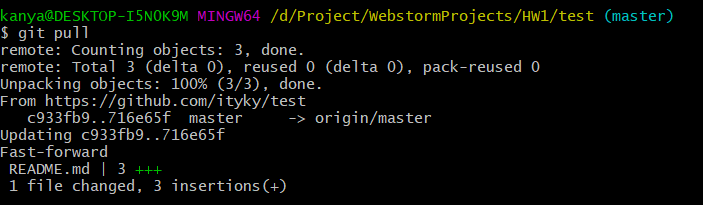 kanya@DESKTOP-I5N0K9M MINGW64 /d/Project/WebstormProjects/HW1/test (master)
$ git pull
remote: Counting objects: 3, done.
remote: Total 3 (delta 0), reused 0 (delta 0), pack-reused 0
Unpacking objects: 100% (3/3), done.
From https://github.com/ityky/test
   c933fb9..716e65f  master     -> origin/master
Updating c933fb9..716e65f
Fast-forward
 README.md | 3 +++
 1 file changed, 3 insertions(+)